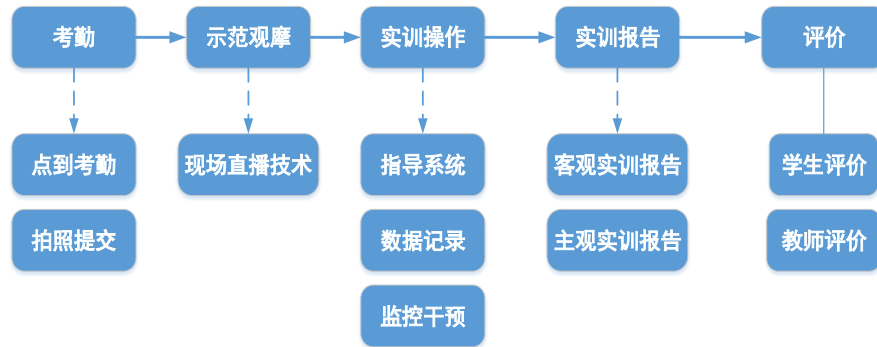 考勤
示范观摩
实训操作
实训报告
评价
点到考勤
现场直播技术
指导系统
客观实训报告
学生评价
拍照提交
数据记录
主观实训报告
教师评价
监控干预